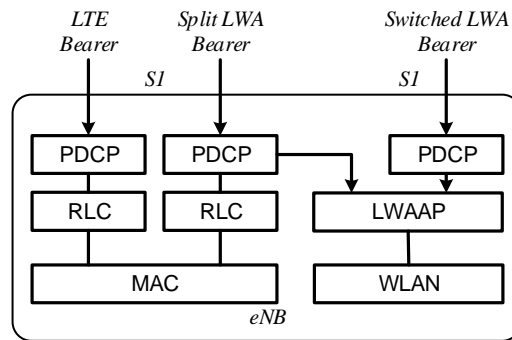 LTE Split LWA Switched LWA
Bearer Bearer Bearer
S1 S1
PDCP PDCP PDCP
RLC RLC LWAAP
MAC WLAN
eNB